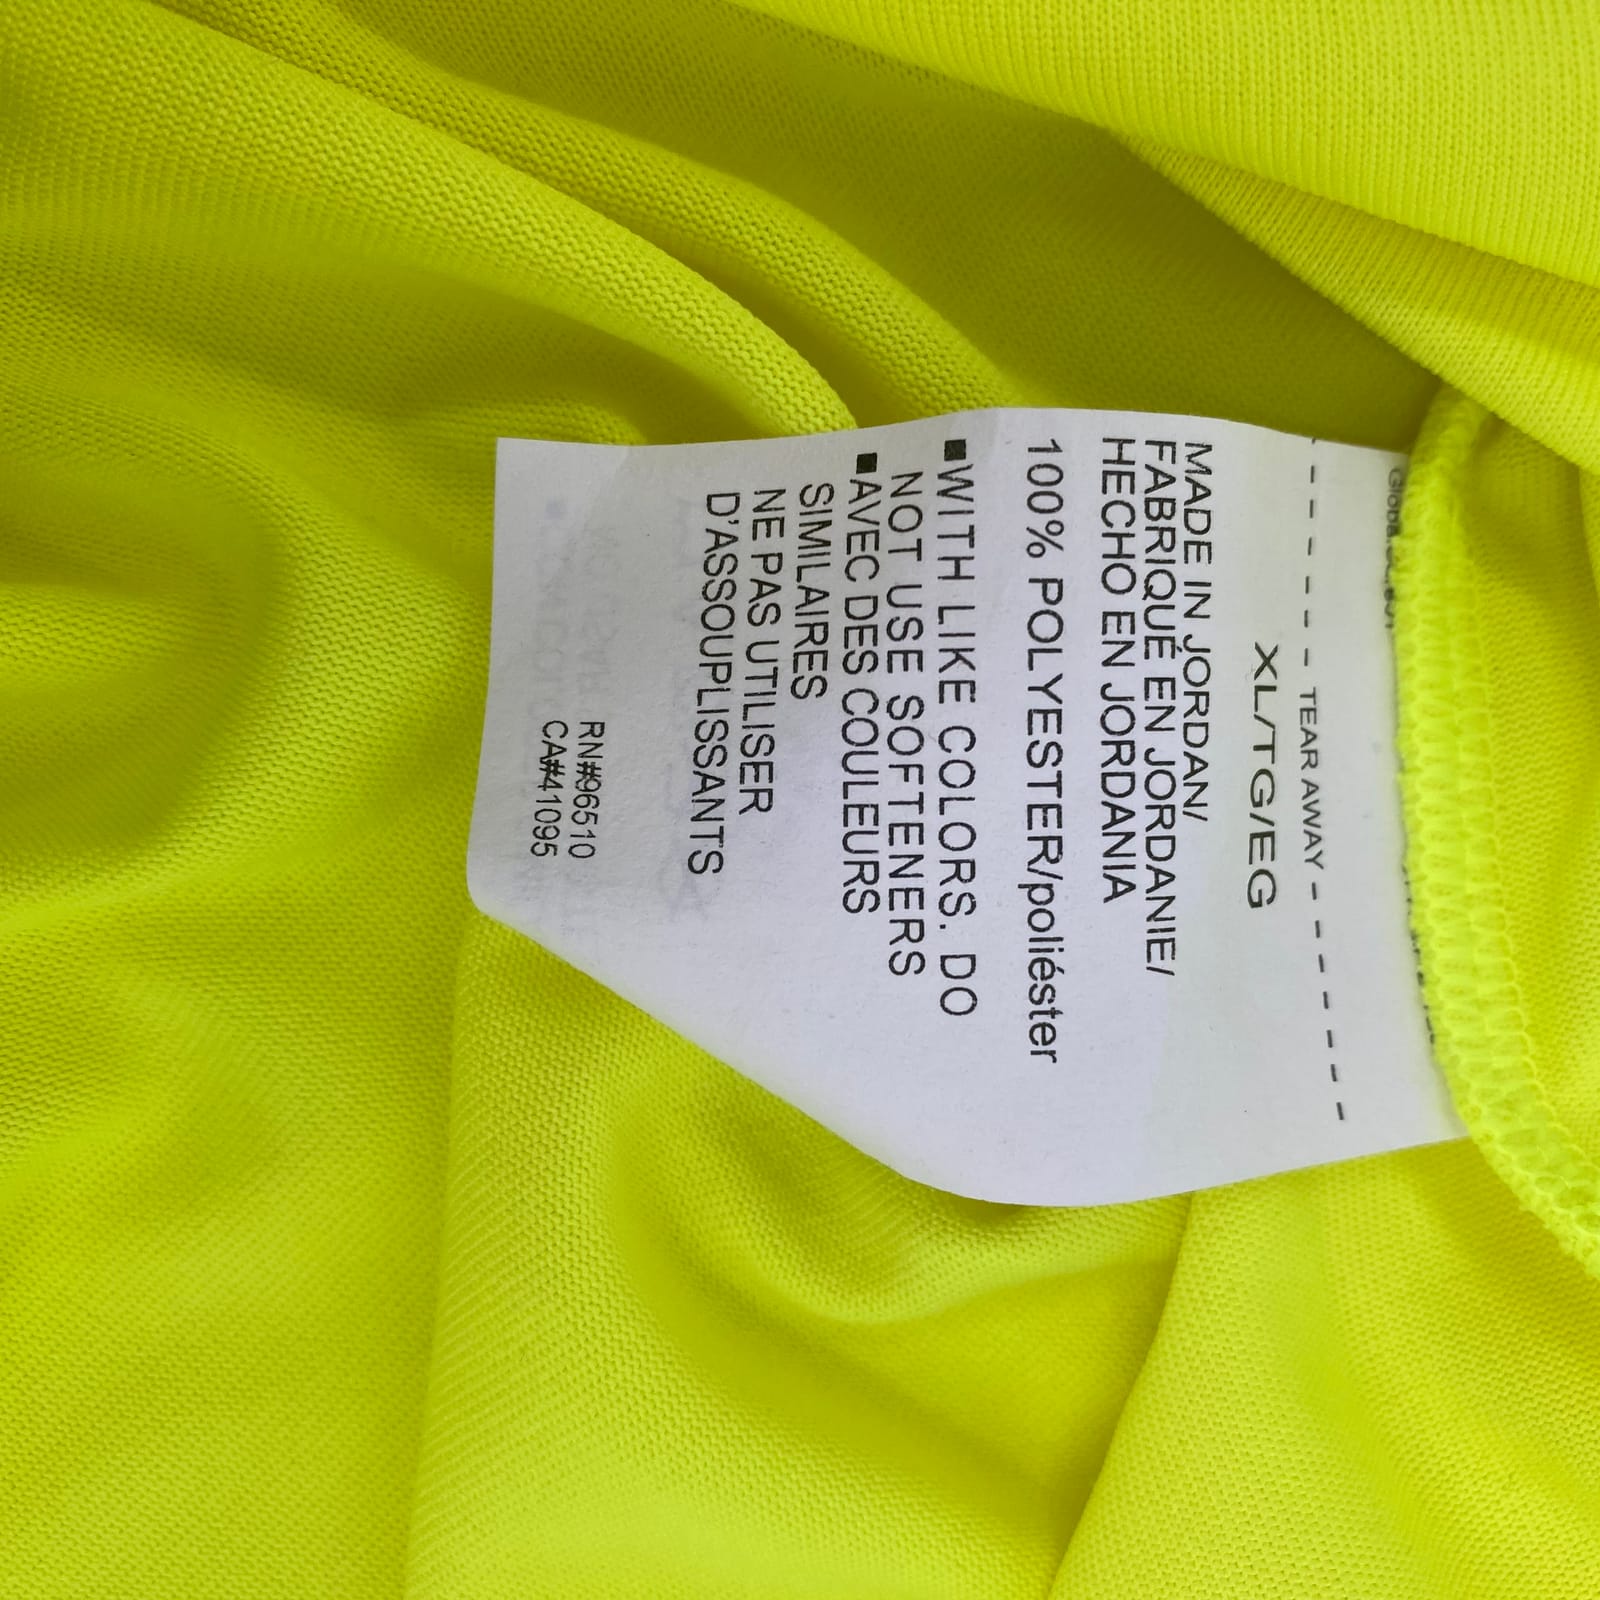 - - - - - - TEAR AWAY - - - - - - -
XL/TG/EG
MADE IN JORDAN/
FABRIQUÉ EN JORDANIE/
HECHO EN JORDANIA
100% POLYESTER/poliéster
■WITH LIKE COLORS. DO
NOT USE SOFTENERS
■AVEC DES COULEURS
SIMILAIRES
NE PAS UTILISER
D'ASSOUPLISSANTS
RN#96510
CA#41095